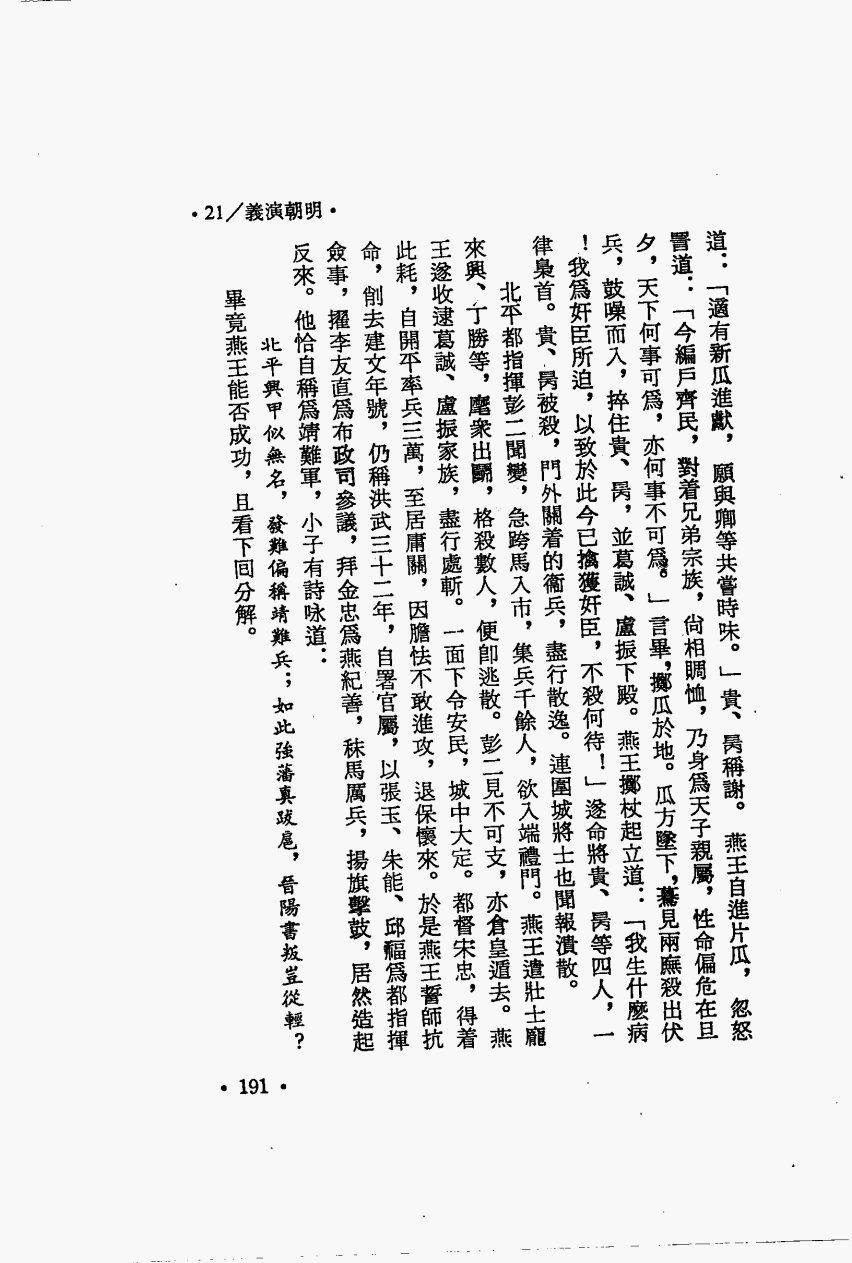 •21／義演朝明•
道：「適有新瓜進獻，願與卿等共嘗時味。」貴、昺稱謝。燕王自進片瓜，忽怒
詈道：「今編戶齊民，對着兄弟宗族，尙相賙恤，乃身爲天子親屬，性命偏危在旦
夕，天下何事可爲，亦何事不可爲。」言畢，擲瓜於地。瓜方墜下，驀見兩廡殺出伏
兵，鼓噪而入，捽住貴、昺，並葛誠、盧振下殿。燕王擲杖起立道：「我生什麽病
！我爲奸臣所迫，以致於此今已擒獲奸臣，不殺何待！」遂命將貴、昺等四人，一
律梟首。貴、昺被殺，門外關着的衞兵，盡行散逸。連圍城將士也聞報潰散。
北平都指揮彭二聞變，急跨馬入市，集兵千餘人，欲入端禮門。燕王遣壯士龐
來興、丁勝等，麾衆出鬭，格殺數人，便卽逃散。彭二見不可支，亦倉皇遁去。燕
王遂收逮葛誠、盧振家族，盡行處斬。一面下令安民，城中大定。都督宋忠，得着
此耗，自開平率兵三萬，至居庸關，因膽怯不敢進攻，退保懷來。於是燕王誓師抗
命，削去建文年號，仍稱洪武三十二年，自署官屬，以張玉、朱能、邱福爲都指揮
僉事，擢李友直爲布政司參議，拜金忠爲燕紀善，秣馬厲兵，揚旗擊鼓，居然造起
反來。他恰自稱爲靖難軍，小子有詩咏道：
北平興甲似無名，發難偏稱靖難兵；如此強藩眞跋扈，晉陽書叛豈從輕？
畢竟燕王能否成功，且看下回分解。
•191•